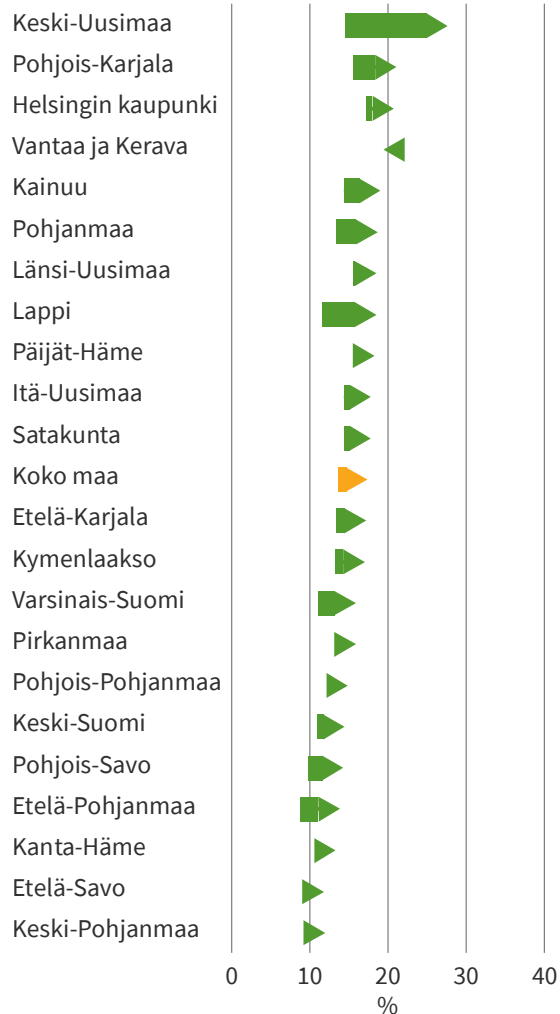 Keski-Uusimaa
Pohjois-Karjala
Helsingin kaupunki
Vantaa ja Kerava
Kainuu
Pohjanmaa
Länsi-Uusimaa
Lappi
Päijät-Häme
Itä-Uusimaa
Satakunta
Koko maa
Etelä-Karjala
Kymenlaakso
Varsinais-Suomi
Pirkanmaa
Pohjois-Pohjanmaa
Keski-Suomi
Pohjois-Savo
Etelä-Pohjanmaa
Kanta-Häme
Etelä-Savo
Keski-Pohjanmaa
0 10 20 30 40
%